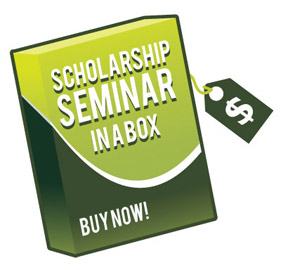 SCHOLARSHIP
SEMINAR
IN A BOX
$
BUY NOW!